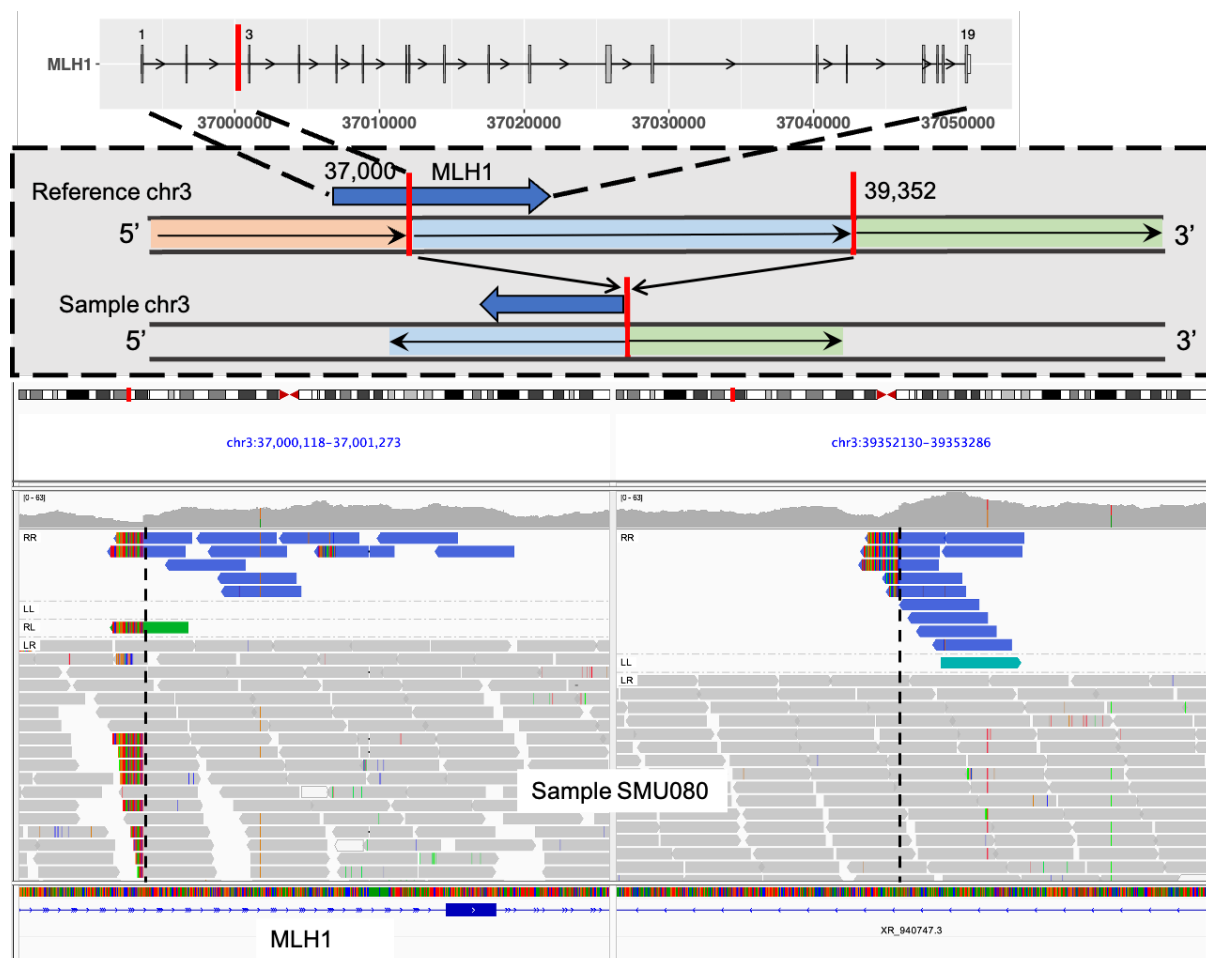 1
3
19
MLH1
37000000
37010000
37020000
37030000
37040000
37050000
37,000
MLH1
Reference chr3
39,352
5’
3’
Sample chr3
5’
3’
chr3:37,000,118-37,001,273
chr3:39352130-39353286
[0 - 63]
[0 - 63]
RR
RR
LL
RL
LL
LR
LR
Sample SMU080
MLH1
XR_940747.3